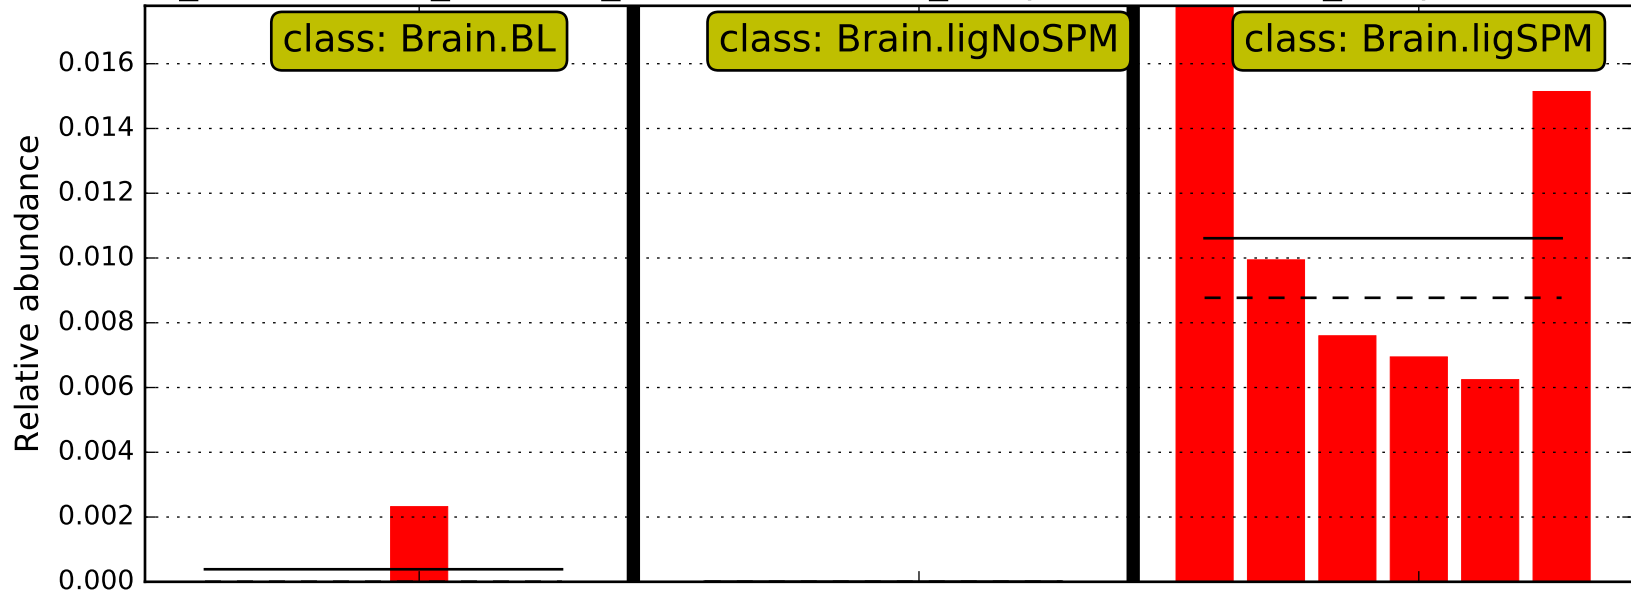 class: Brain.BL
class: Brain.ligNoSPM
class: Brain.ligSPM
Relative abundance
0.016
0.014
0.012
0.010
0.008
0.006
0.004
0.002
0.000